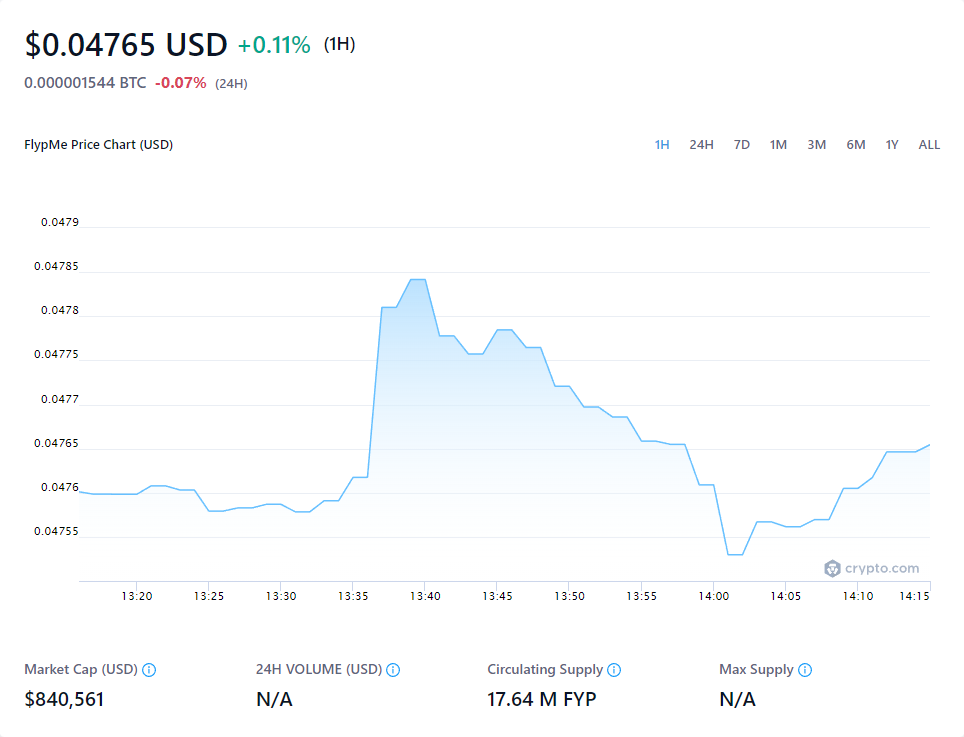 $0.04765 USD +0.11% (1H)
0.000001544 BTC -0.07% (24H)
FlypMe Price Chart (USD) 1H 24H 7D 1M 3M 6M 1Y ALL
0.0479
0.04785
0.0478
0.04775
0.0477
0.04765
0.0476
0.04755
crypto.com
13:20 13:25 13:30 13:35 13:40 13:45 13:50 13:55 14:00 14:05 14:10 14:15
Market Cap (USD) 24H VOLUME (USD) Circulating Supply Max Supply
$840,561 N/A 17.64 M FYP N/A